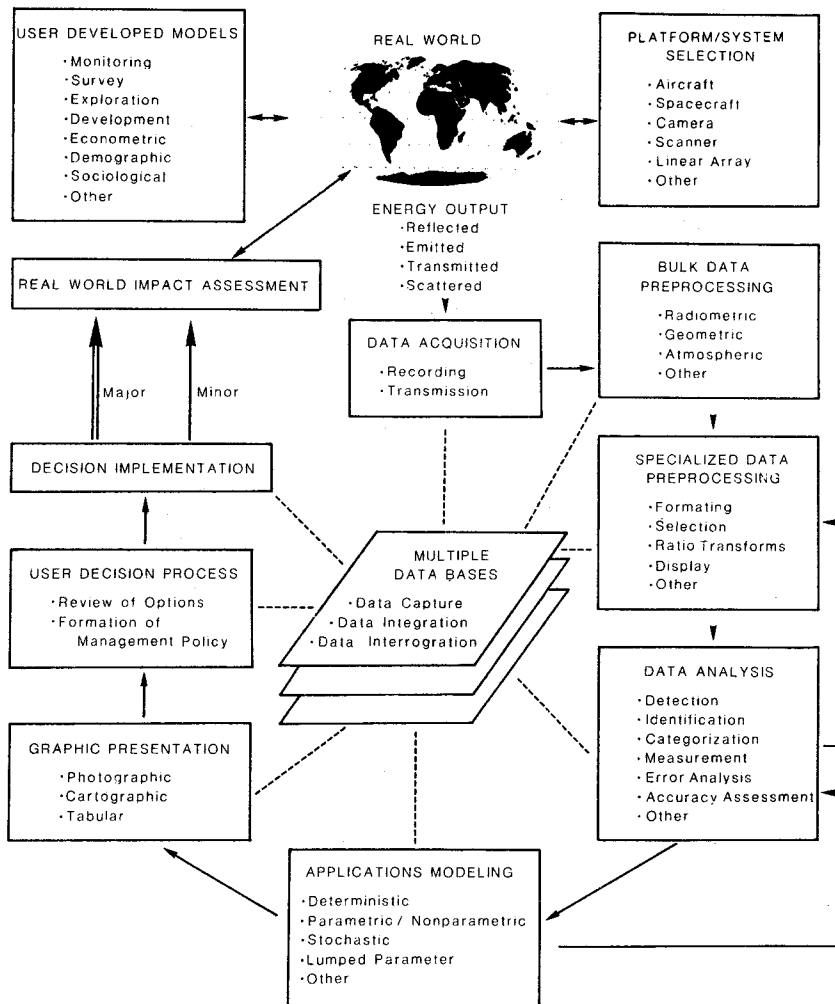 USER DEVELOPED MODELS
·Monitoring
·Survey
·Exploration
·Development
·Econometric
·Demographic
·Sociological
·Other
REAL WORLD
PLATFORM/SYSTEM
SELECTION
·Aircraft
·Spacecraft
·Camera
·Scanner
·Linear Array
·Other
ENERGY OUTPUT
·Reflected
·Emitted
·Transmitted
·Scattered
REAL WORLD IMPACT ASSESSMENT
BULK DATA
PREPROCESSING
·Radiometric
·Geometric
·Atmospheric
·Other
DATA ACQUISITION
·Recording
·Transmission
Major
Minor
DECISION IMPLEMENTATION
SPECIALIZED DATA
PREPROCESSING
·Formating
·Selection
·Ratio Transforms
·Display
·Other
MULTIPLE
DATA BASES
·Data Capture
·Data Integration
·Data Interrogration
USER DECISION PROCESS
·Review of Options
·Formation of
Management Policy
DATA ANALYSIS
·Detection
·Identification
·Categorization
·Measurement
·Error Analysis
·Accuracy Assessment
·Other
GRAPHIC PRESENTATION
·Photographic
·Cartographic
·Tabular
APPLICATIONS MODELING
·Deterministic
·Parametric / Nonparametric
·Stochastic
·Lumped Parameter
·Other